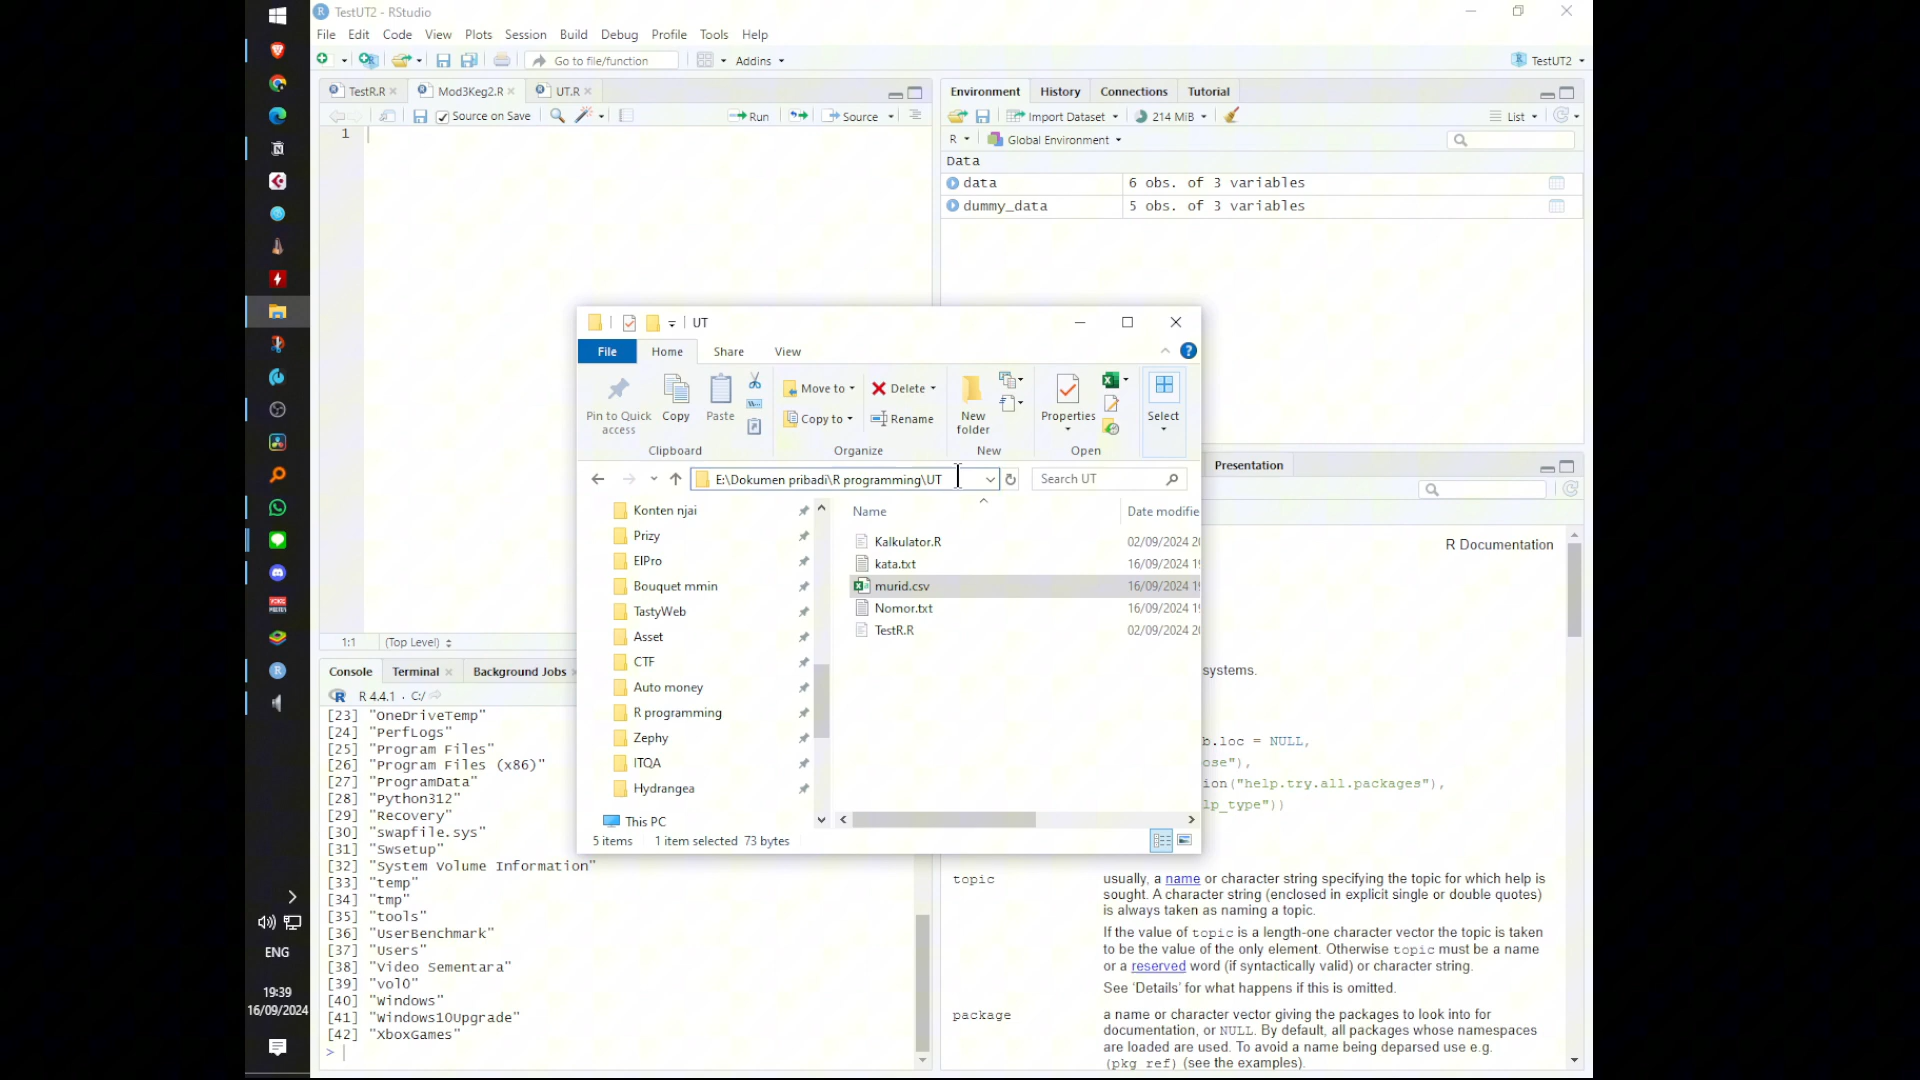 TestUT2 - RStudio
File Edit Code View Plots Session Build Debug Profile Tools Help
Go to file/function Addins TestUT2
TestR.R Mod3Keg2.R UT.R
Source on Save Run Source
1
1:1 (Top Level)
Console Terminal Background Jobs
R 4.4.1 · C:/
[23] "OneDriveTemp"
[24] "PerfLogs"
[25] "Program Files"
[26] "Program Files (x86)"
[27] "ProgramData"
[28] "Python312"
[29] "Recovery"
[30] "swapfile.sys"
[31] "Swsetup"
[32] "System Volume Information"
[33] "temp"
[34] "tmp"
[35] "tools"
[36] "UserBenchmark"
[37] "Users"
[38] "Video Sementara"
[39] "vol0"
[40] "Windows"
[41] "Windows10Upgrade"
[42] "XboxGames"
>
Environment History Connections Tutorial
Import Dataset 214 MiB List
R Global Environment
Data
data 6 obs. of 3 variables
dummy_data 5 obs. of 3 variables
UT
File Home Share View
Pin to Quick access Copy Paste
Move to Delete
Copy to Rename
New folder Properties Select
Clipboard Organize New Open
E:\Dokumen pribadi\R programming\UT Search UT
Konten njai
Prizy
ElPro
Bouquet mmin
TastyWeb
Asset
CTF
Auto money
R programming
Zephy
ITQA
Hydrangea
This PC
Name Date modifie
Kalkulator.R 02/09/2024 20
kata.txt 16/09/2024 19
murid.csv 16/09/2024 19
Nomor.txt 16/09/2024 19
TestR.R 02/09/2024 20
5 items 1 item selected 73 bytes
Presentation
R Documentation
systems.
b.loc = NULL,
ose"),
ion("help.try.all.packages"),
lp_type"))
topic usually, a name or character string specifying the topic for which help is
sought. A character string (enclosed in explicit single or double quotes)
is always taken as naming a topic.
If the value of topic is a length-one character vector the topic is taken
to be the value of the only element. Otherwise topic must be a name
or a reserved word (if syntactically valid) or character string.
See ‘Details’ for what happens if this is omitted.
package a name or character vector giving the packages to look into for
documentation, or NULL. By default, all packages whose namespaces
are loaded are used. To avoid a name being deparsed use e.g.
(pkg_ref) (see the examples).
ENG
19:39
16/09/2024